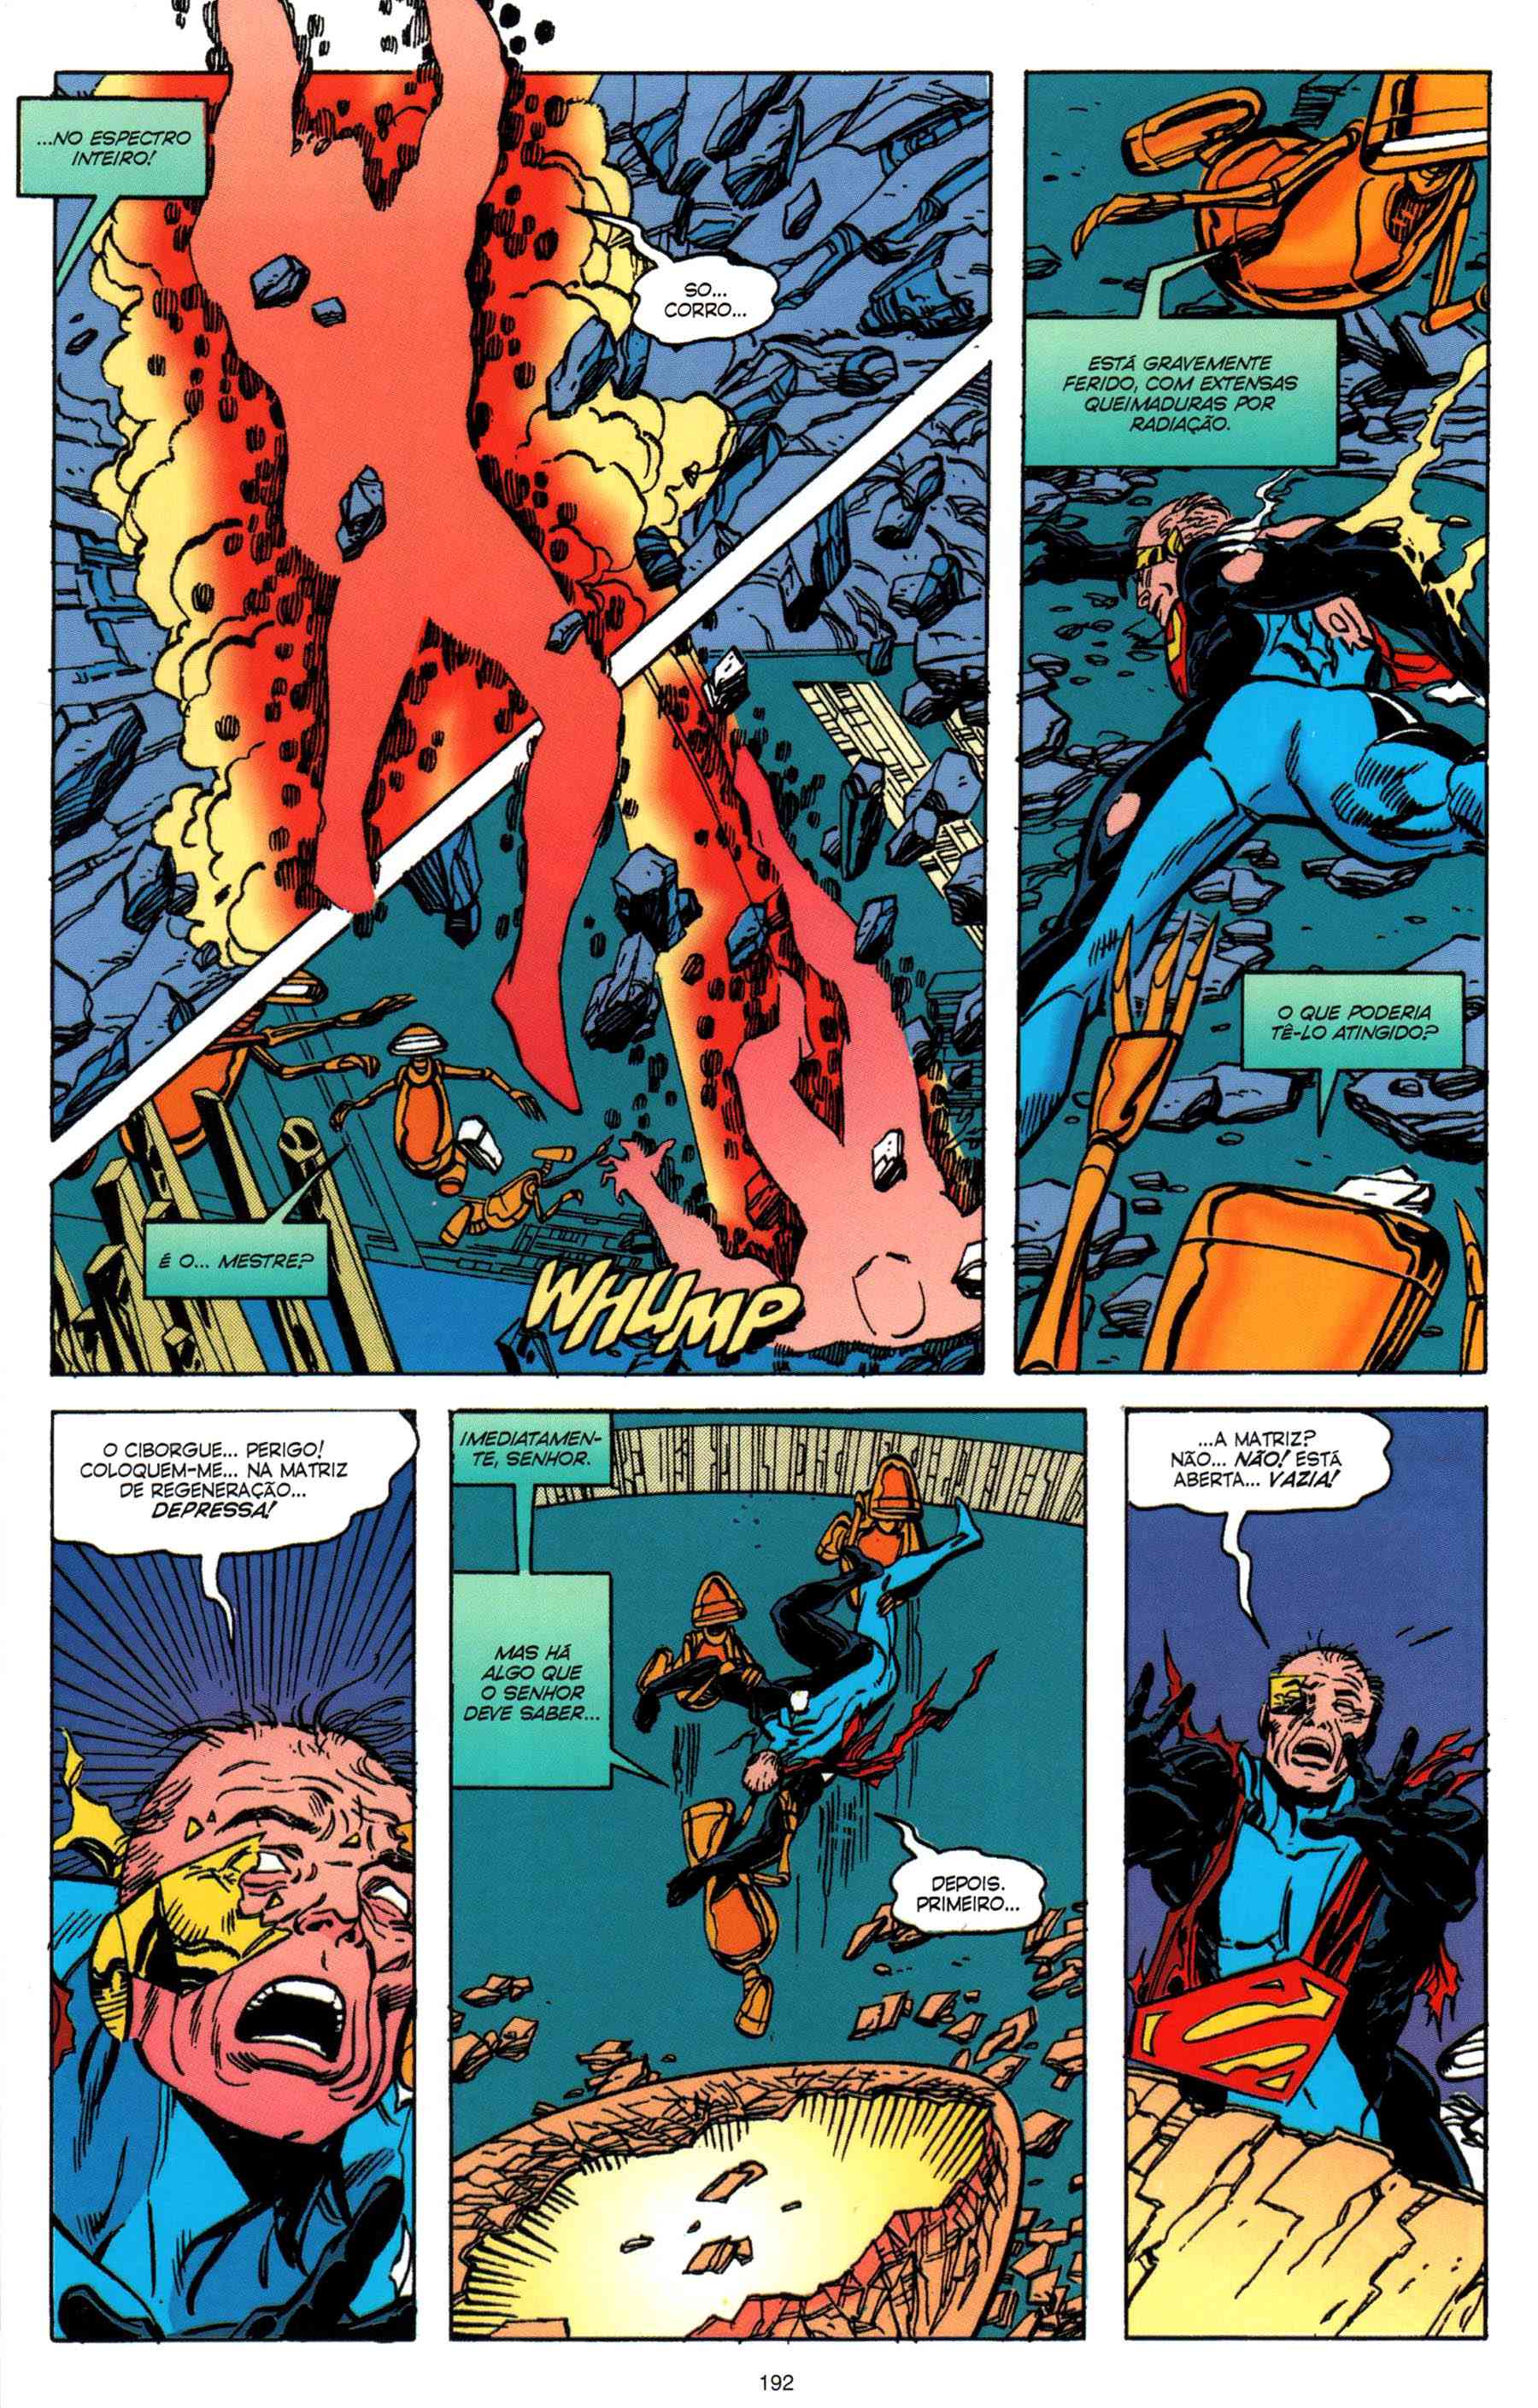 ...NO ESPECTRO
INTEIRO!
SO...
CORRO...
É O... MESTRE?
WHUMP
ESTÁ GRAVEMENTE
FERIDO, COM EXTENSAS
QUEIMADURAS POR
RADIAÇÃO.
O QUE PODERIA
TÊ-LO ATINGIDO?
O CIBORGUE... PERIGO!
COLOQUEM-ME... NA MATRIZ
DE REGENERAÇÃO...
DEPRESSA!
IMEDIATAMEN-
TE, SENHOR.
MAS HÁ
ALGO QUE
O SENHOR
DEVE SABER...
DEPOIS.
PRIMEIRO...
...A MATRIZ?
NÃO... NÃO! ESTÁ
ABERTA... VAZIA!
192